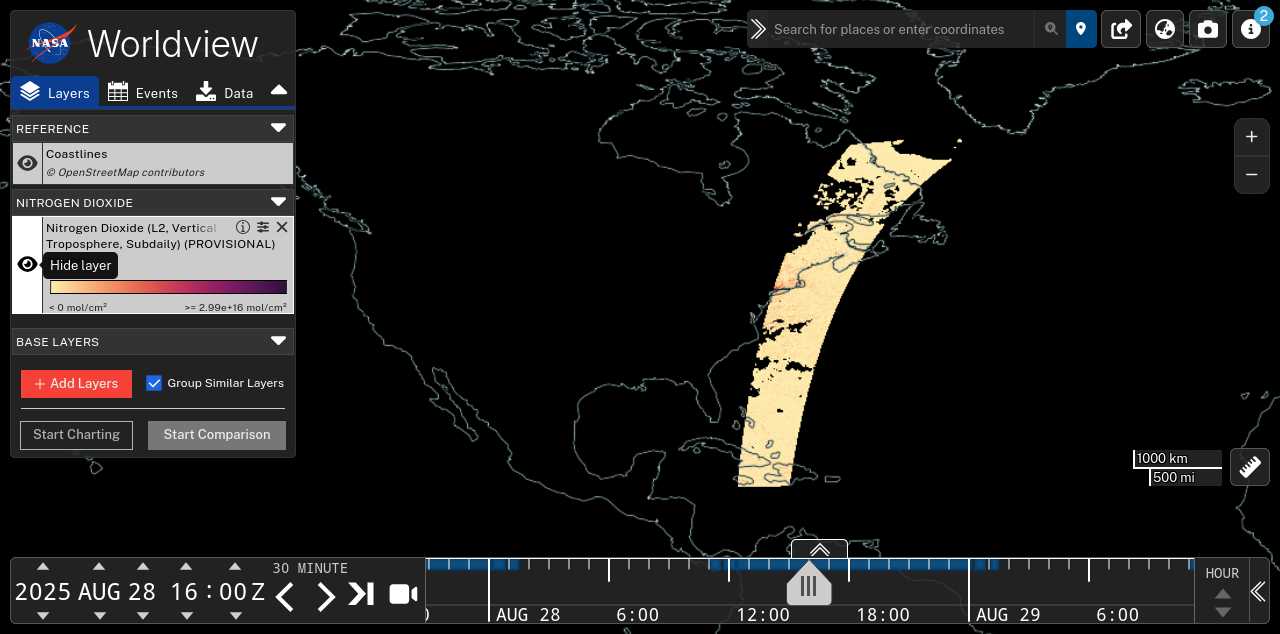 NASA
Worldview
Layers
Events
Data
REFERENCE
Coastlines
© OpenStreetMap contributors
NITROGEN DIOXIDE
Nitrogen Dioxide (L2, Vertical
Troposphere, Subdaily) (PROVISIONAL)
Hide layer
< 0 mol/cm²
>= 2.99e+16 mol/cm²
BASE LAYERS
+ Add Layers
Group Similar Layers
Start Charting
Start Comparison
Search for places or enter coordinates
2
+
−
1000 km
500 mi
2025 AUG 28 16 : 00 Z
30 MINUTE
AUG 28
6:00
12:00
18:00
AUG 29
6:00
HOUR